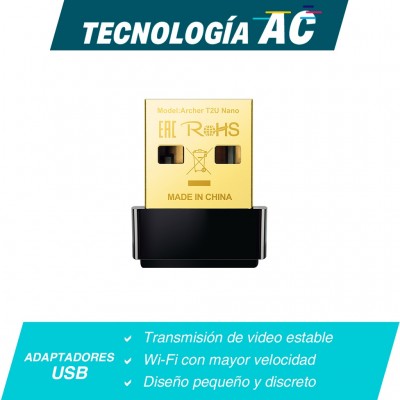 TECNOLOGÍA AC
Model:Archer T2U Nano
EAC RoHS
MADE IN CHINA
ADAPTADORES
USB
Transmisión de video estable
Wi-Fi con mayor velocidad
Diseño pequeño y discreto